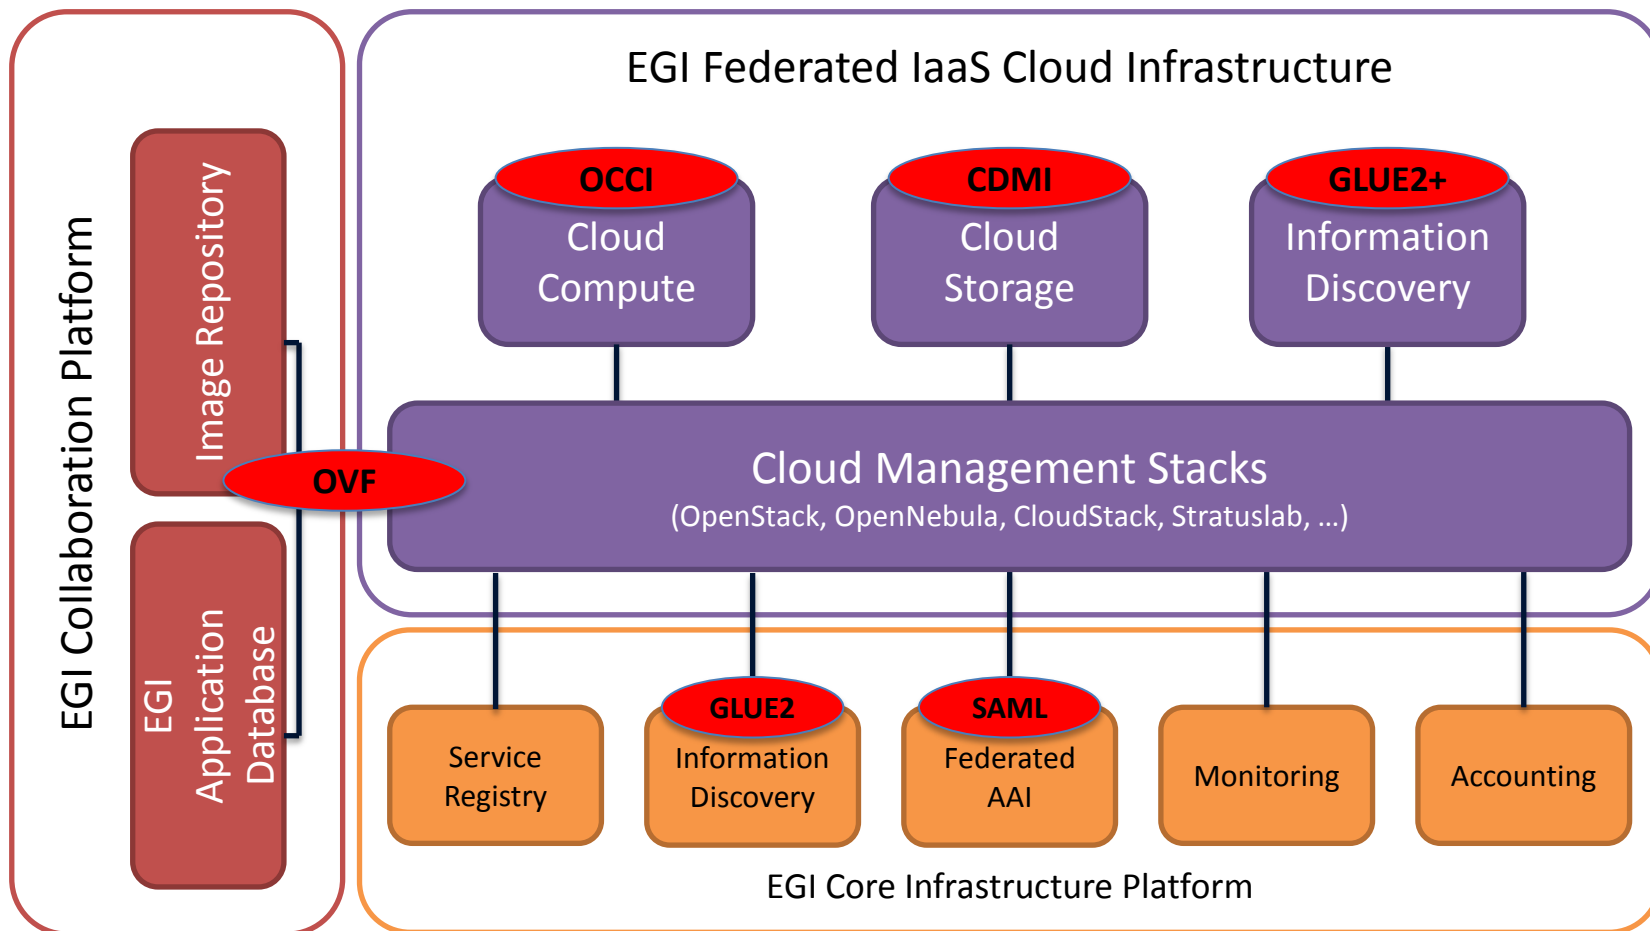 EGI Collaboration Platform
Image Repository
EGI
Application
Database
OVF
EGI Federated IaaS Cloud Infrastructure
OCCI
Cloud
Compute
CDMI
Cloud
Storage
GLUE2+
Information
Discovery
Cloud Management Stacks
(OpenStack, OpenNebula, CloudStack, Stratuslab, …)
Service
Registry
GLUE2
Information
Discovery
SAML
Federated
AAI
Monitoring
Accounting
EGI Core Infrastructure Platform